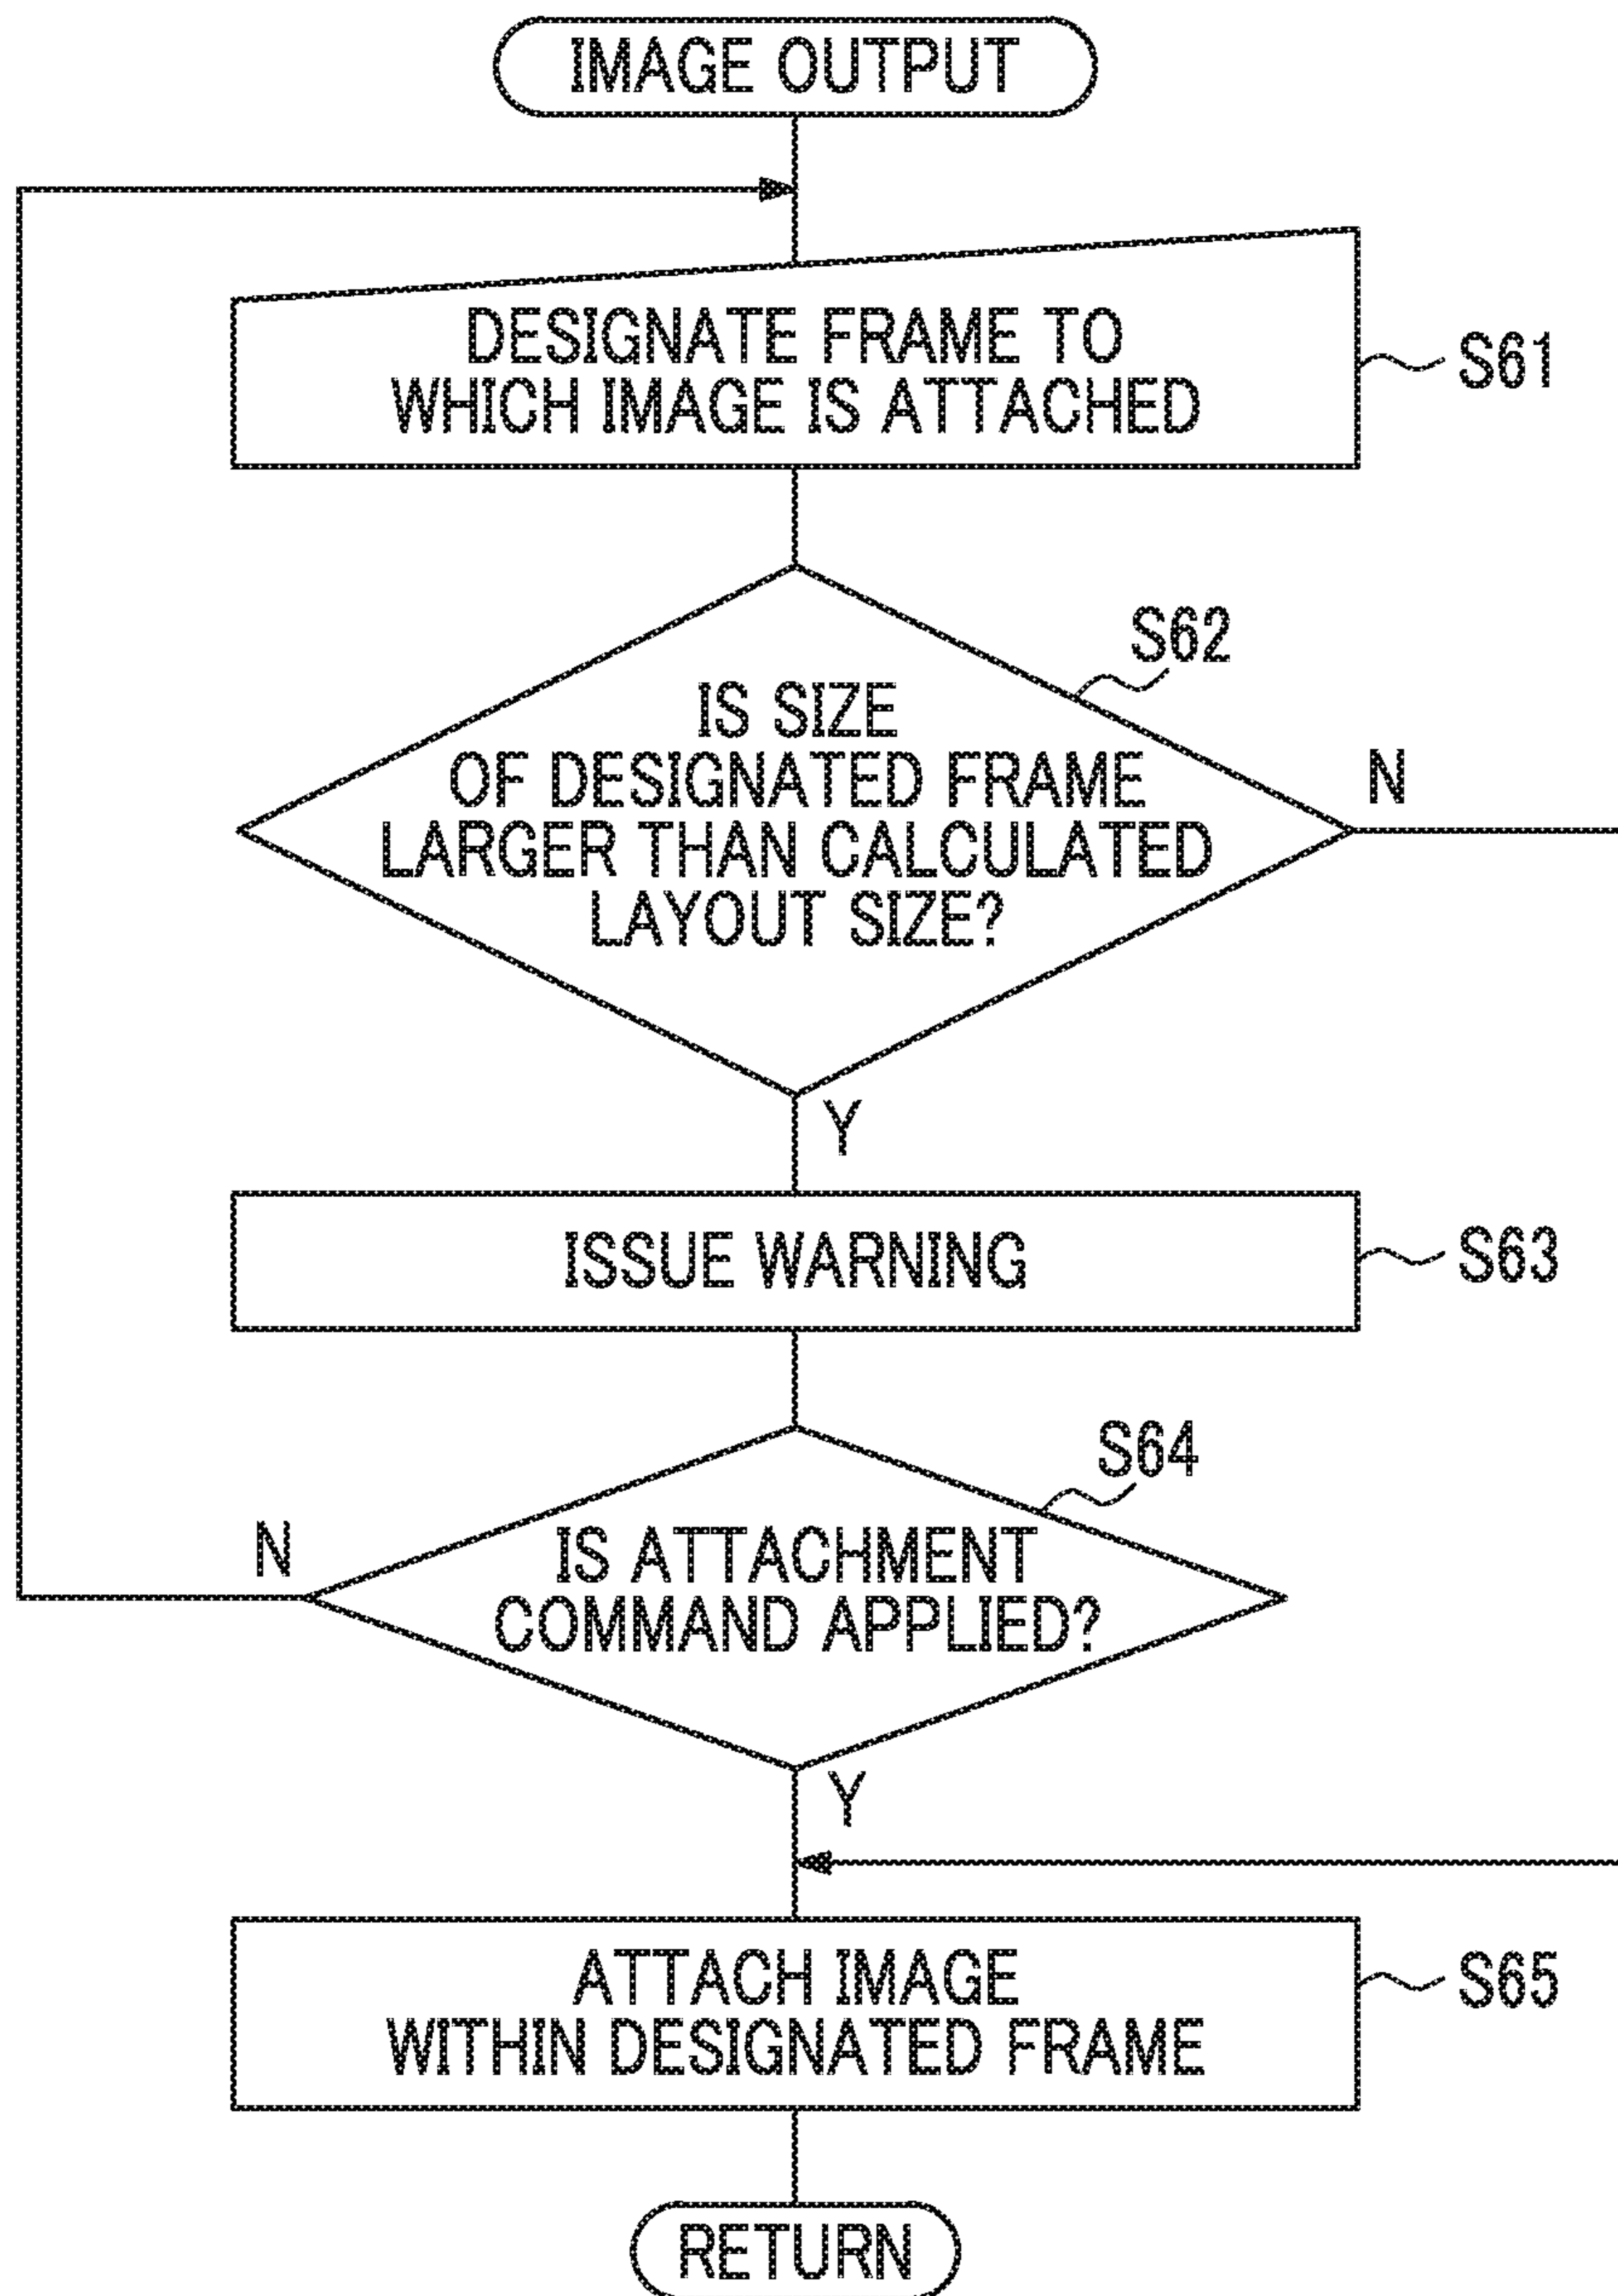 IMAGE OUTPUT
DESIGNATE FRAME TO
WHICH IMAGE IS ATTACHED
S61
S62
IS SIZE
OF DESIGNATED FRAME
LARGER THAN CALCULATED
LAYOUT SIZE?
N
Y
ISSUE WARNING
S63
S64
IS ATTACHMENT
COMMAND APPLIED?
N
Y
ATTACH IMAGE
WITHIN DESIGNATED FRAME
S65
RETURN